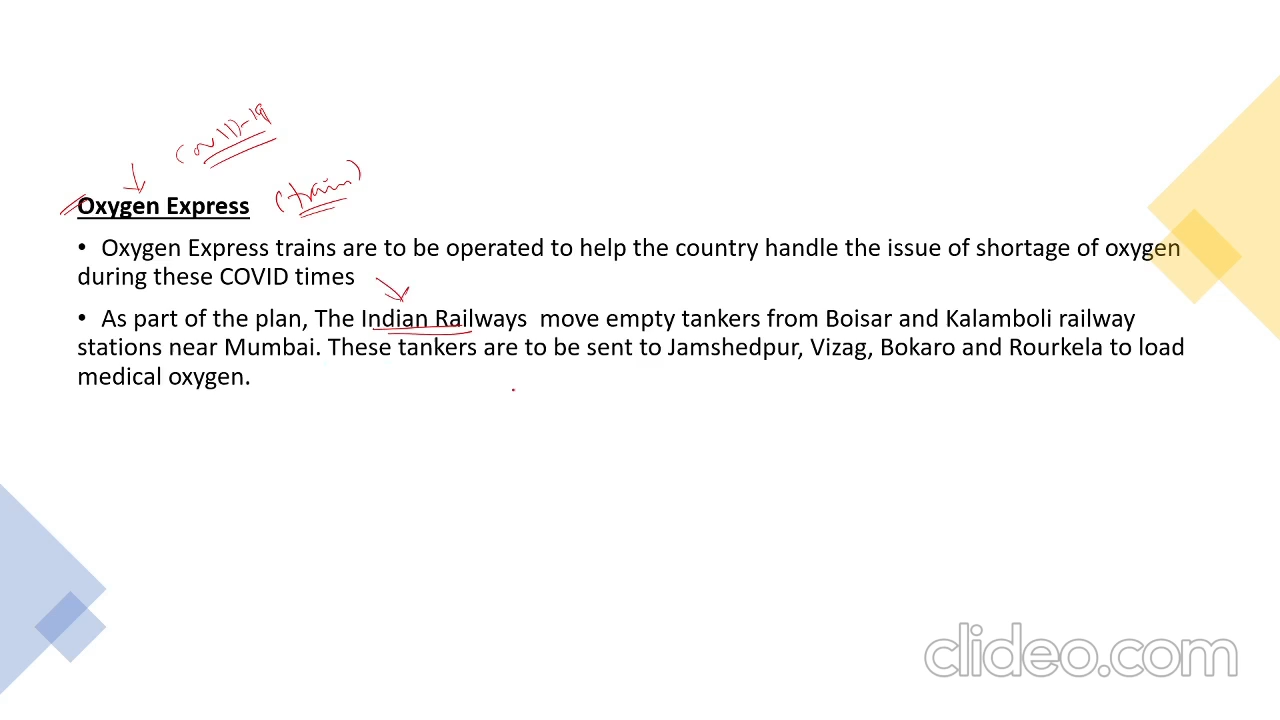 COVID-19
Oxygen Express (train)
• Oxygen Express trains are to be operated to help the country handle the issue of shortage of oxygen
during these COVID times
• As part of the plan, The Indian Railways move empty tankers from Boisar and Kalamboli railway
stations near Mumbai. These tankers are to be sent to Jamshedpur, Vizag, Bokaro and Rourkela to load
medical oxygen.
clideo.com